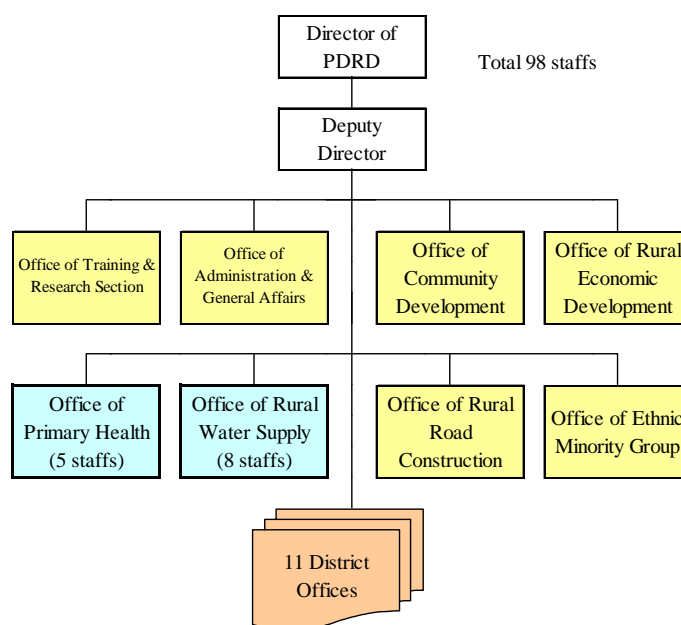 Director of
PDRD
Total 98 staffs
Deputy
Director
Office of Training &
Research Section
Office of
Administration &
General Affairs
Office of
Community
Development
Office of Rural
Economic
Development
Office of
Primary Health
(5 staffs)
Office of Rural
Water Supply
(8 staffs)
Office of Rural
Road
Construction
Office of Ethnic
Minority Group
11 District
Offices